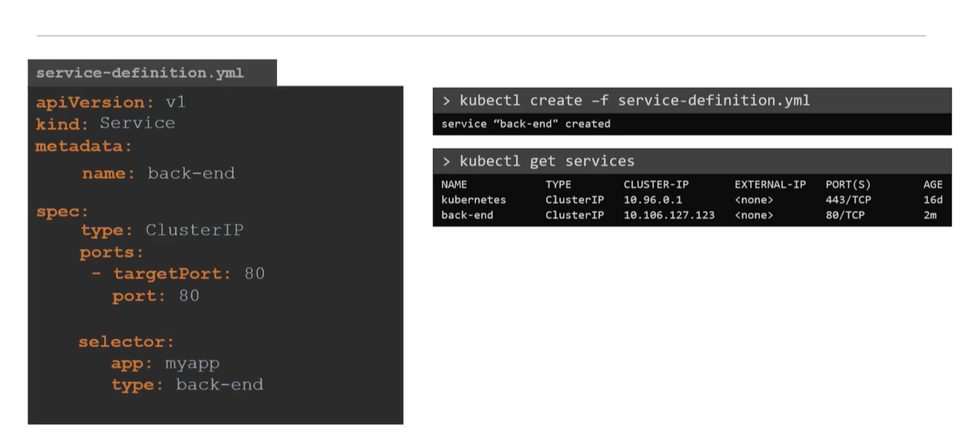 service-definition.yml
apiVersion: v1
kind: Service
metadata:
name: back-end
spec:
type: ClusterIP
ports:
- targetPort: 80
port: 80
selector:
app: myapp
type: back-end
> kubectl create –f service-definition.yml
service “back-end" created
> kubectl get services
NAME TYPE CLUSTER-IP EXTERNAL-IP PORT(S) AGE
kubernetes ClusterIP 10.96.0.1 <none> 443/TCP 16d
back-end ClusterIP 10.106.127.123 <none> 80/TCP 2m